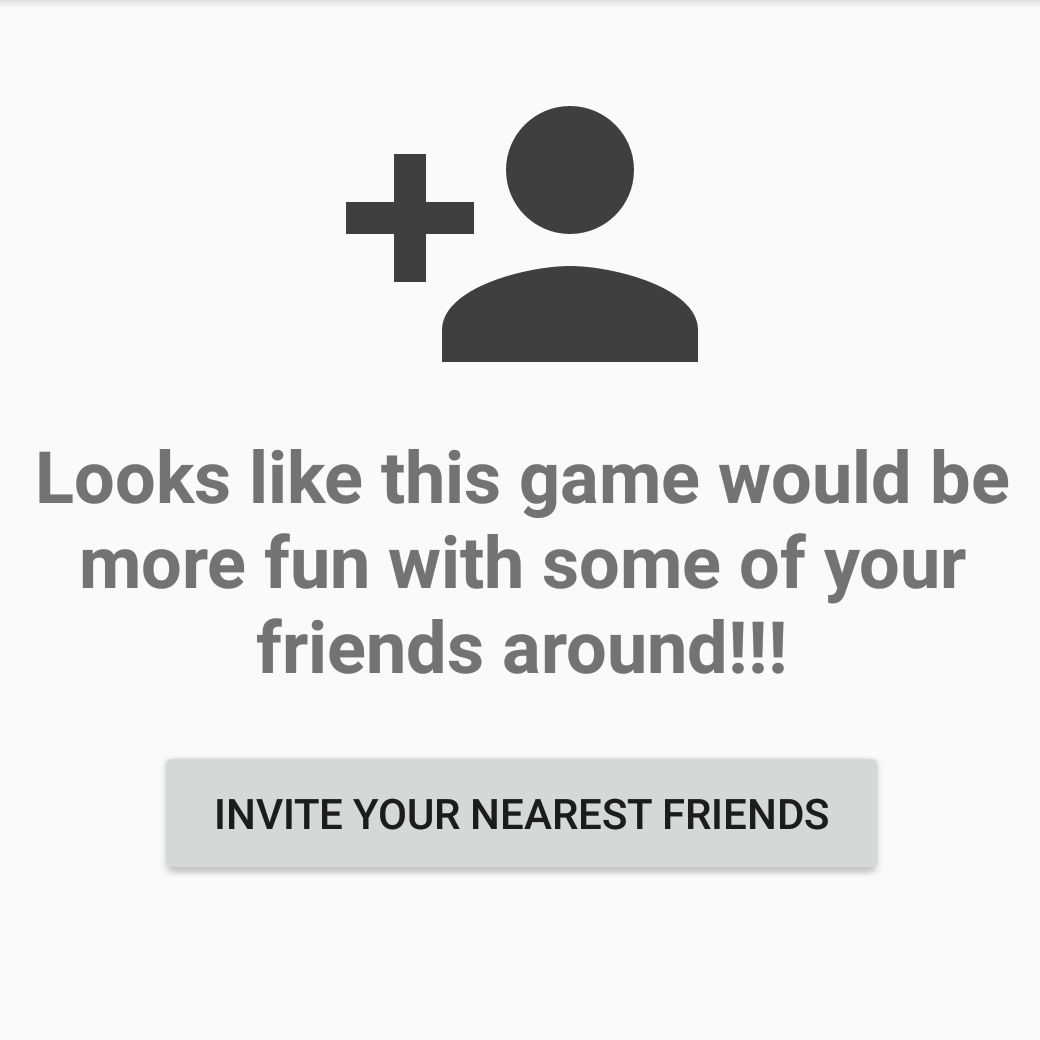 Looks like this game would be
more fun with some of your
friends around!!!
INVITE YOUR NEAREST FRIENDS